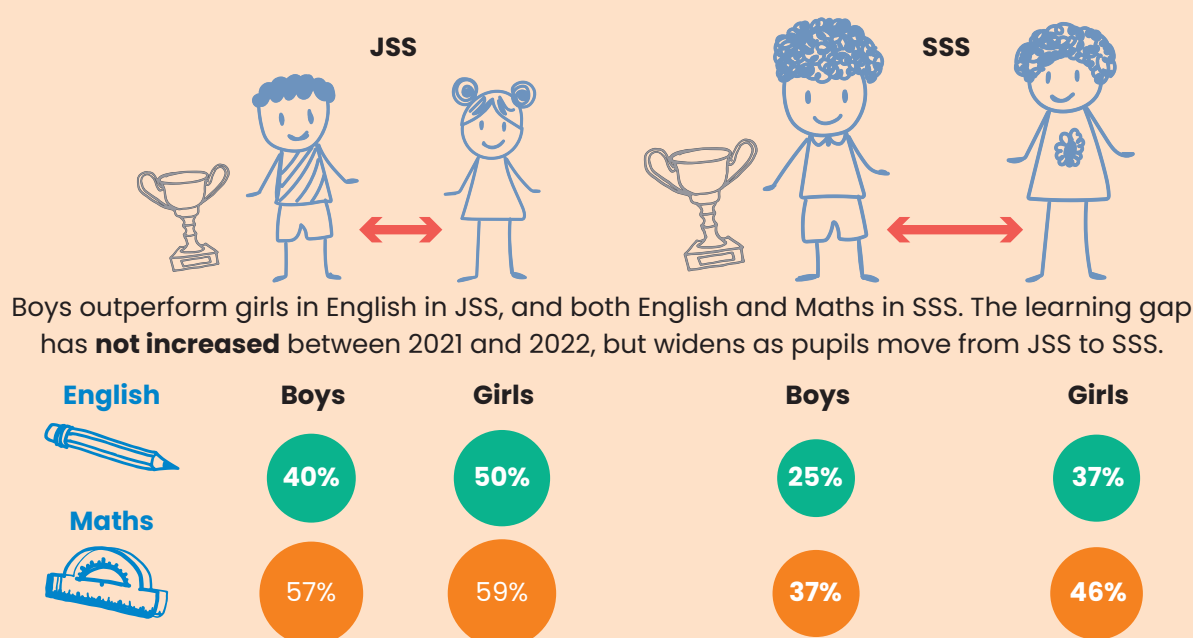 JSS
SSS
Boys outperform girls in English in JSS, and both English and Maths in SSS. The learning gap
has not increased between 2021 and 2022, but widens as pupils move from JSS to SSS.
English
Boys
Girls
Boys
Girls
40%
50%
25%
37%
Maths
57%
59%
37%
46%